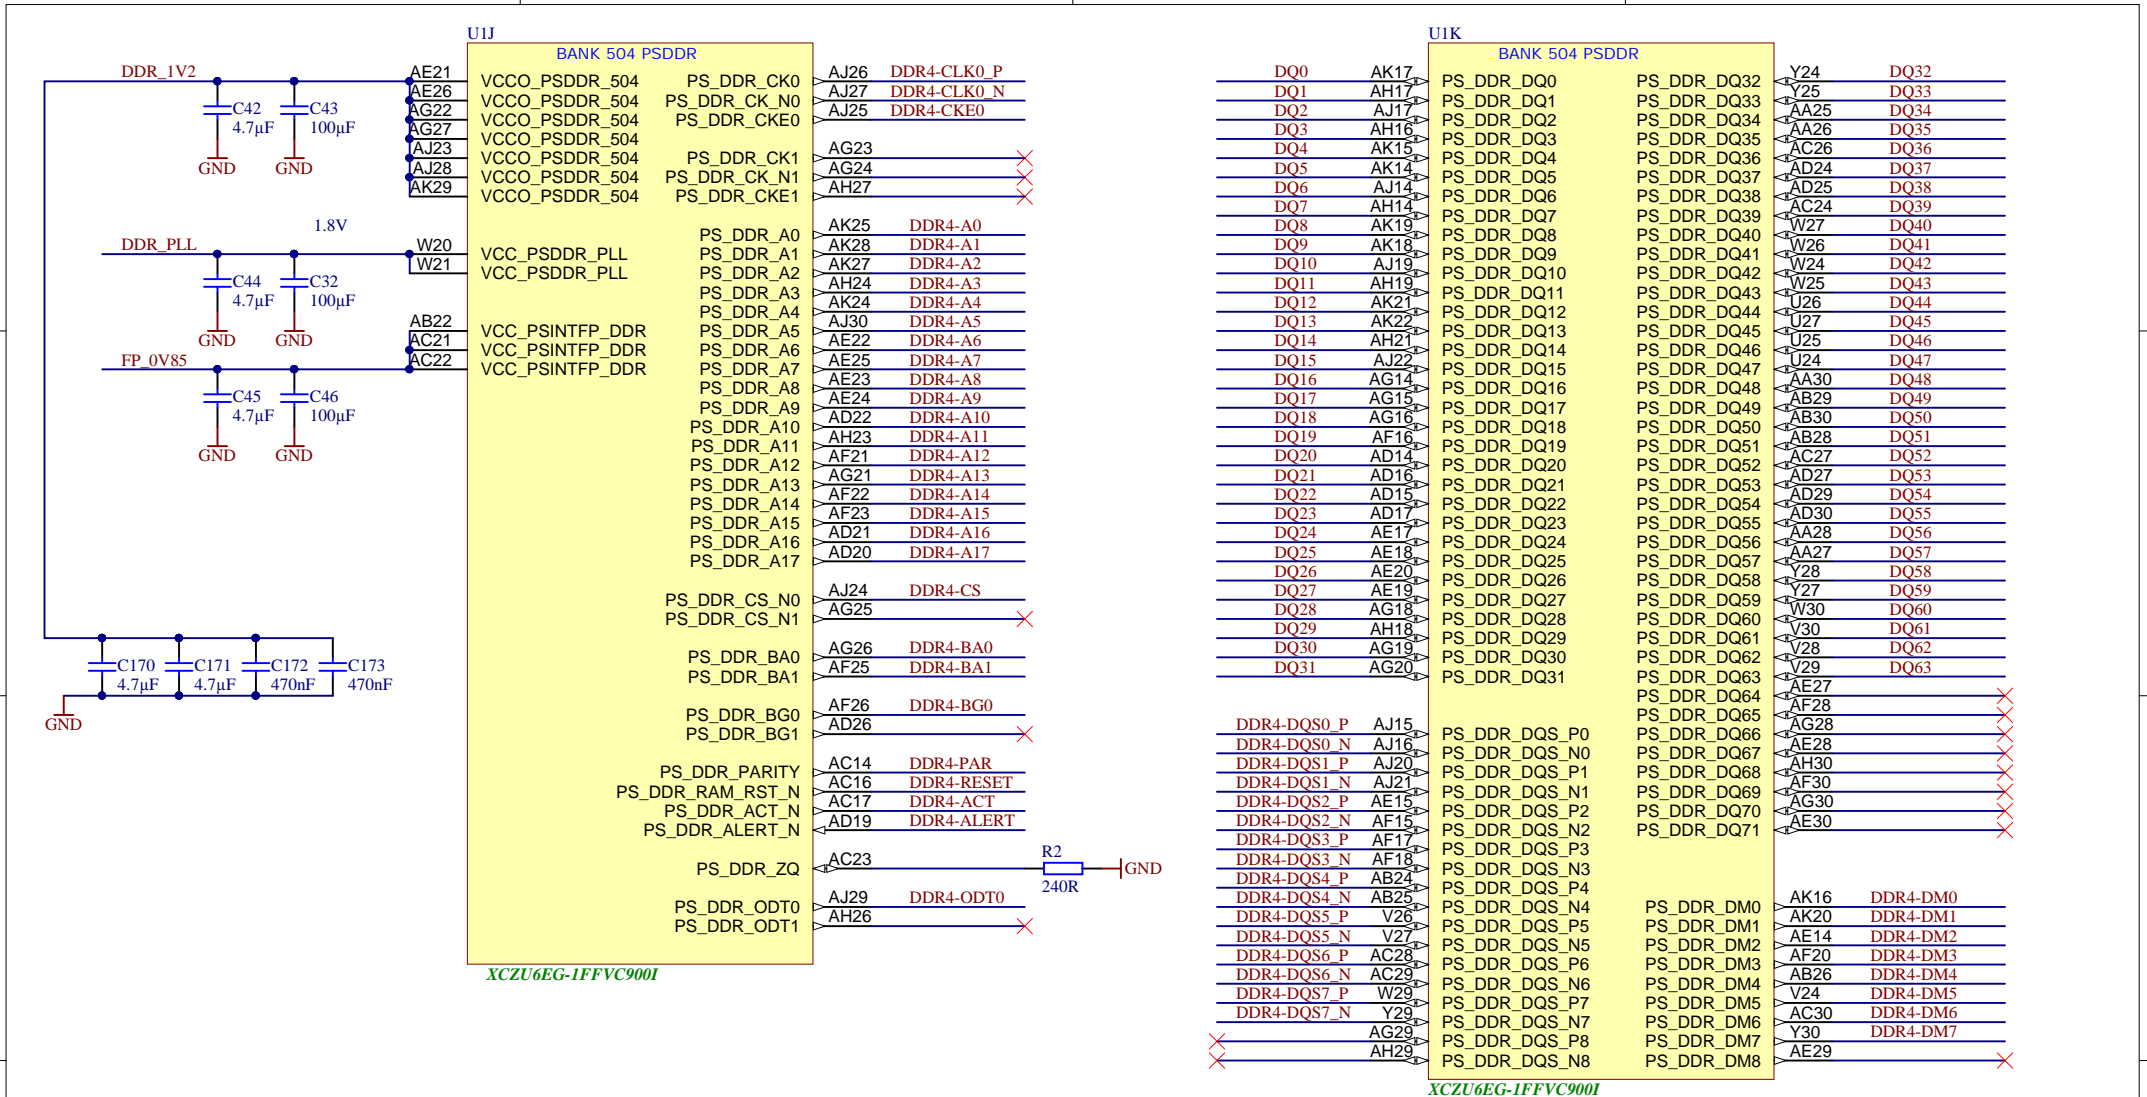 U1J
BANK 504 PSDDR
DDR_1V2
C42
4.7µF
GND
C43
100µF
GND
AE21 VCCO_PSDDR_504
AE26 VCCO_PSDDR_504
AG22 VCCO_PSDDR_504
AG27 VCCO_PSDDR_504
AJ23 VCCO_PSDDR_504
AJ28 VCCO_PSDDR_504
AK29 VCCO_PSDDR_504
1.8V
DDR_PLL
C44
4.7µF
GND
C32
100µF
GND
W20 VCC_PSDDR_PLL
W21 VCC_PSDDR_PLL
AB22 VCC_PSINTFP_DDR
AC21 VCC_PSINTFP_DDR
AC22 VCC_PSINTFP_DDR
FP_0V85
C45
4.7µF
GND
C46
100µF
GND
C170
4.7µF
C171
4.7µF
C172
470nF
C173
470nF
GND
PS_DDR_CK0 AJ26 DDR4-CLK0_P
PS_DDR_CK_N0 AJ27 DDR4-CLK0_N
PS_DDR_CKE0 AJ25 DDR4-CKE0
PS_DDR_CK1 AG23
PS_DDR_CK_N1 AG24
PS_DDR_CKE1 AH27
PS_DDR_A0 AK25 DDR4-A0
PS_DDR_A1 AK28 DDR4-A1
PS_DDR_A2 AK27 DDR4-A2
PS_DDR_A3 AH24 DDR4-A3
PS_DDR_A4 AK24 DDR4-A4
PS_DDR_A5 AJ30 DDR4-A5
PS_DDR_A6 AE22 DDR4-A6
PS_DDR_A7 AE25 DDR4-A7
PS_DDR_A8 AE23 DDR4-A8
PS_DDR_A9 AE24 DDR4-A9
PS_DDR_A10 AD22 DDR4-A10
PS_DDR_A11 AH23 DDR4-A11
PS_DDR_A12 AF21 DDR4-A12
PS_DDR_A13 AG21 DDR4-A13
PS_DDR_A14 AF22 DDR4-A14
PS_DDR_A15 AF23 DDR4-A15
PS_DDR_A16 AD21 DDR4-A16
PS_DDR_A17 AD20 DDR4-A17
PS_DDR_CS_N0 AJ24 DDR4-CS
PS_DDR_CS_N1 AG25
PS_DDR_BA0 AG26 DDR4-BA0
PS_DDR_BA1 AF25 DDR4-BA1
PS_DDR_BG0 AF26 DDR4-BG0
PS_DDR_BG1 AD26
PS_DDR_PARITY AC14 DDR4-PAR
PS_DDR_RAM_RST_N AC16 DDR4-RESET
PS_DDR_ACT_N AC17 DDR4-ACT
PS_DDR_ALERT_N AD19 DDR4-ALERT
PS_DDR_ZQ AC23
R2
240R
GND
PS_DDR_ODT0 AJ29 DDR4-ODT0
PS_DDR_ODT1 AH26
XCZU6EG-1FFVC900I
U1K
BANK 504 PSDDR
DQ0 AK17 PS_DDR_DQ0
DQ1 AH17 PS_DDR_DQ1
DQ2 AJ17 PS_DDR_DQ2
DQ3 AH16 PS_DDR_DQ3
DQ4 AK15 PS_DDR_DQ4
DQ5 AK14 PS_DDR_DQ5
DQ6 AJ14 PS_DDR_DQ6
DQ7 AH14 PS_DDR_DQ7
DQ8 AK19 PS_DDR_DQ8
DQ9 AK18 PS_DDR_DQ9
DQ10 AJ19 PS_DDR_DQ10
DQ11 AH19 PS_DDR_DQ11
DQ12 AK21 PS_DDR_DQ12
DQ13 AK22 PS_DDR_DQ13
DQ14 AH21 PS_DDR_DQ14
DQ15 AJ22 PS_DDR_DQ15
DQ16 AG14 PS_DDR_DQ16
DQ17 AG15 PS_DDR_DQ17
DQ18 AG16 PS_DDR_DQ18
DQ19 AF16 PS_DDR_DQ19
DQ20 AD14 PS_DDR_DQ20
DQ21 AD16 PS_DDR_DQ21
DQ22 AD15 PS_DDR_DQ22
DQ23 AD17 PS_DDR_DQ23
DQ24 AE17 PS_DDR_DQ24
DQ25 AE18 PS_DDR_DQ25
DQ26 AE20 PS_DDR_DQ26
DQ27 AE19 PS_DDR_DQ27
DQ28 AG18 PS_DDR_DQ28
DQ29 AH18 PS_DDR_DQ29
DQ30 AG19 PS_DDR_DQ30
DQ31 AG20 PS_DDR_DQ31
DDR4-DQS0_P AJ15 PS_DDR_DQS_P0
DDR4-DQS0_N AJ16 PS_DDR_DQS_N0
DDR4-DQS1_P AJ20 PS_DDR_DQS_P1
DDR4-DQS1_N AJ21 PS_DDR_DQS_N1
DDR4-DQS2_P AE15 PS_DDR_DQS_P2
DDR4-DQS2_N AF15 PS_DDR_DQS_N2
DDR4-DQS3_P AF17 PS_DDR_DQS_P3
DDR4-DQS3_N AF18 PS_DDR_DQS_N3
DDR4-DQS4_P AB24 PS_DDR_DQS_P4
DDR4-DQS4_N AB25 PS_DDR_DQS_N4
DDR4-DQS5_P V26 PS_DDR_DQS_P5
DDR4-DQS5_N V27 PS_DDR_DQS_N5
DDR4-DQS6_P AC28 PS_DDR_DQS_P6
DDR4-DQS6_N AC29 PS_DDR_DQS_N6
DDR4-DQS7_P W29 PS_DDR_DQS_P7
DDR4-DQS7_N Y29 PS_DDR_DQS_N7
AG29 PS_DDR_DQS_P8
AH29 PS_DDR_DQS_N8
PS_DDR_DQ32 Y24 DQ32
PS_DDR_DQ33 Y25 DQ33
PS_DDR_DQ34 AA25 DQ34
PS_DDR_DQ35 AA26 DQ35
PS_DDR_DQ36 AC26 DQ36
PS_DDR_DQ37 AD24 DQ37
PS_DDR_DQ38 AD25 DQ38
PS_DDR_DQ39 AC24 DQ39
PS_DDR_DQ40 W27 DQ40
PS_DDR_DQ41 W26 DQ41
PS_DDR_DQ42 W24 DQ42
PS_DDR_DQ43 W25 DQ43
PS_DDR_DQ44 U26 DQ44
PS_DDR_DQ45 U27 DQ45
PS_DDR_DQ46 U25 DQ46
PS_DDR_DQ47 U24 DQ47
PS_DDR_DQ48 AA30 DQ48
PS_DDR_DQ49 AB29 DQ49
PS_DDR_DQ50 AB30 DQ50
PS_DDR_DQ51 AB28 DQ51
PS_DDR_DQ52 AC27 DQ52
PS_DDR_DQ53 AD27 DQ53
PS_DDR_DQ54 AD29 DQ54
PS_DDR_DQ55 AD30 DQ55
PS_DDR_DQ56 AA28 DQ56
PS_DDR_DQ57 AA27 DQ57
PS_DDR_DQ58 Y28 DQ58
PS_DDR_DQ59 Y27 DQ59
PS_DDR_DQ60 W30 DQ60
PS_DDR_DQ61 V30 DQ61
PS_DDR_DQ62 V28 DQ62
PS_DDR_DQ63 V29 DQ63
PS_DDR_DQ64 AE27
PS_DDR_DQ65 AF28
PS_DDR_DQ66 AG28
PS_DDR_DQ67 AE28
PS_DDR_DQ68 AH30
PS_DDR_DQ69 AF30
PS_DDR_DQ70 AG30
PS_DDR_DQ71 AE30
PS_DDR_DM0 AK16 DDR4-DM0
PS_DDR_DM1 AK20 DDR4-DM1
PS_DDR_DM2 AE14 DDR4-DM2
PS_DDR_DM3 AF20 DDR4-DM3
PS_DDR_DM4 AB26 DDR4-DM4
PS_DDR_DM5 V24 DDR4-DM5
PS_DDR_DM6 AC30 DDR4-DM6
PS_DDR_DM7 Y30 DDR4-DM7
PS_DDR_DM8 AE29
XCZU6EG-1FFVC900I